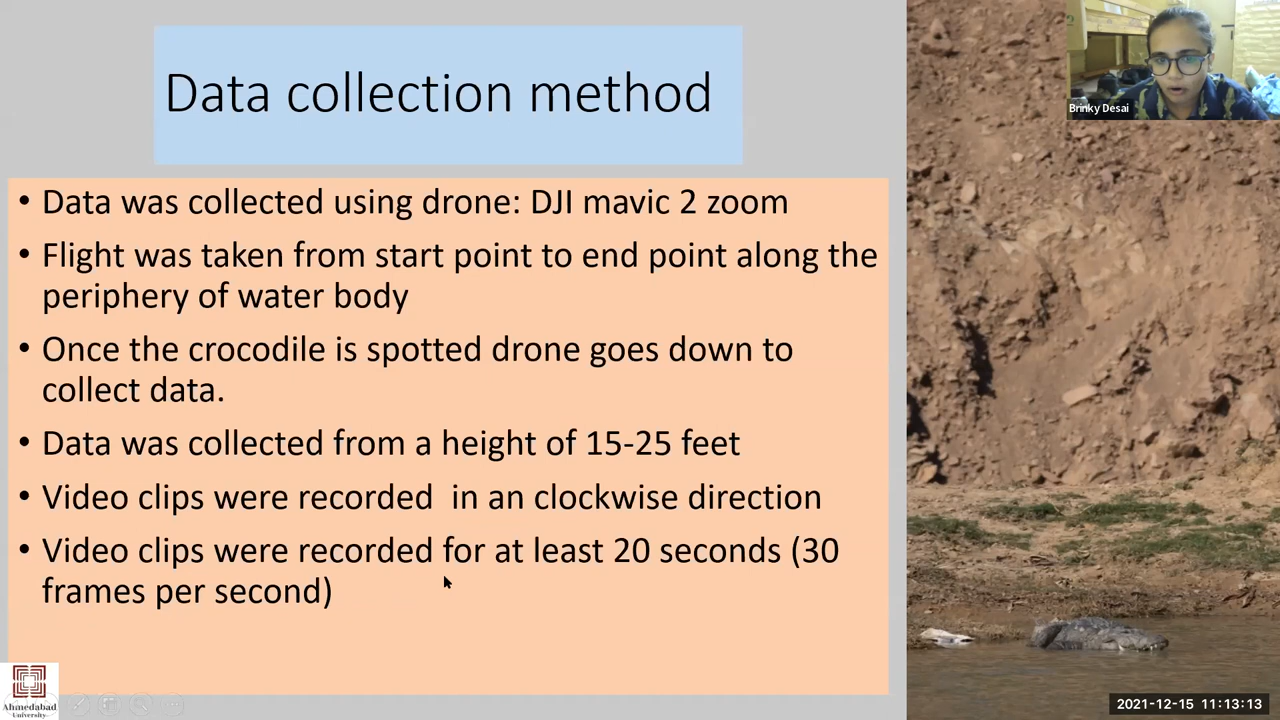 Data collection method
Brinky Desai
• Data was collected using drone: DJI mavic 2 zoom
• Flight was taken from start point to end point along the
periphery of water body
• Once the crocodile is spotted drone goes down to
collect data.
• Data was collected from a height of 15-25 feet
• Video clips were recorded  in an clockwise direction
• Video clips were recorded for at least 20 seconds (30
frames per second)
Ahmedabad
University
2021-12-15 11:13:13